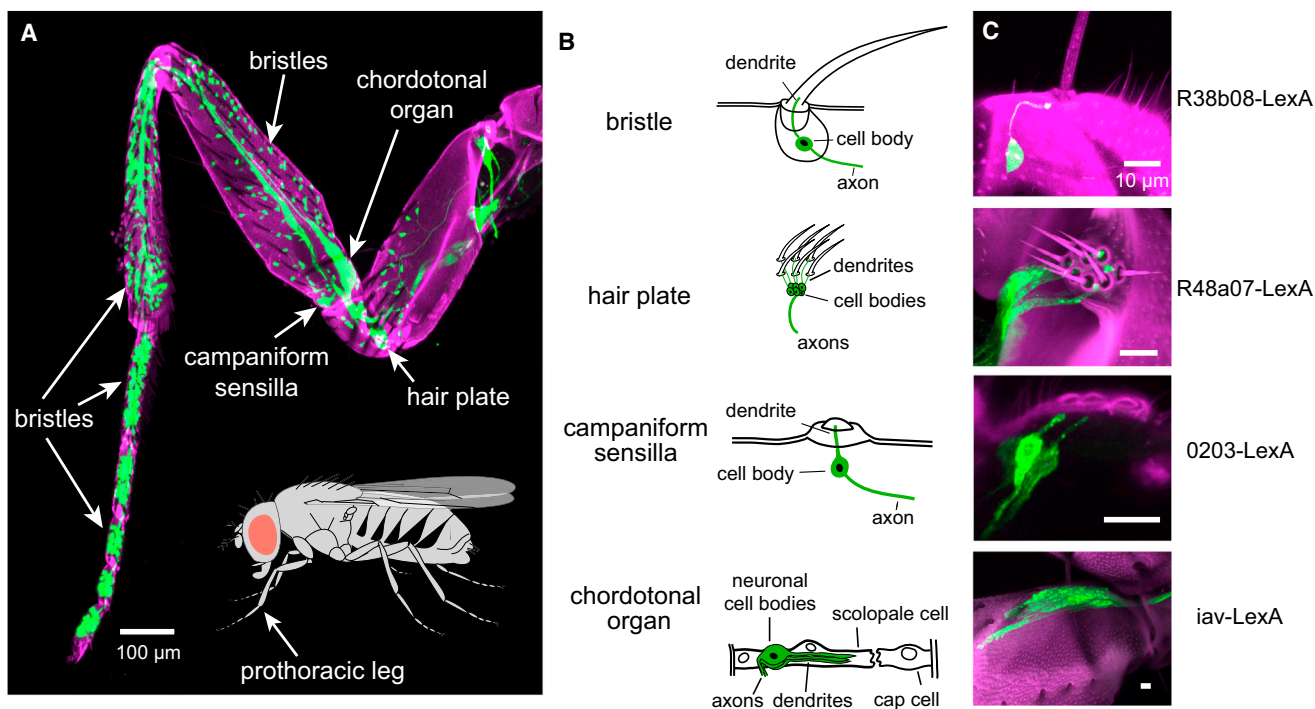 A
bristles
chordotonal
organ
campaniform
sensilla
hair plate
bristles
100 µm
prothoracic leg
B
bristle
dendrite
cell body
axon
hair plate
dendrites
cell bodies
axons
campaniform
sensilla
dendrite
cell body
axon
chordotonal
organ
neuronal
cell bodies
scolopale cell
axons
dendrites
cap cell
C
R38b08-LexA
10 µm
R48a07-LexA
0203-LexA
iav-LexA